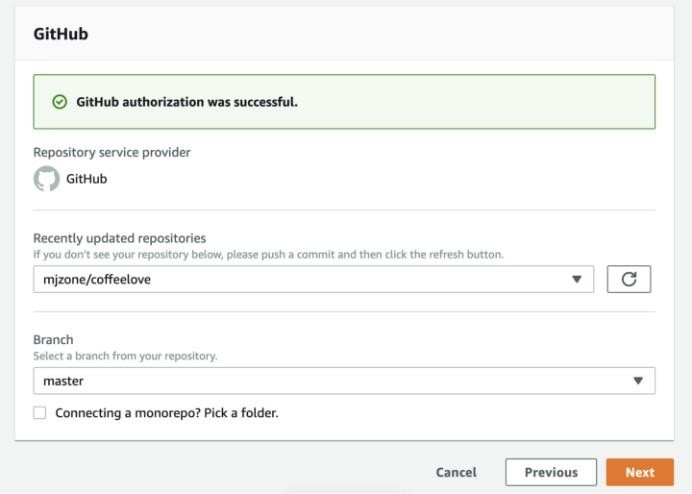 GitHub
GitHub authorization was successful.
Repository service provider
GitHub
Recently updated repositories
If you don't see your repository below, please push a commit and then click the refresh button.
mjzone/coffeelove
Branch
Select a branch from your repository.
master
Connecting a monorepo? Pick a folder.
Cancel Previous Next